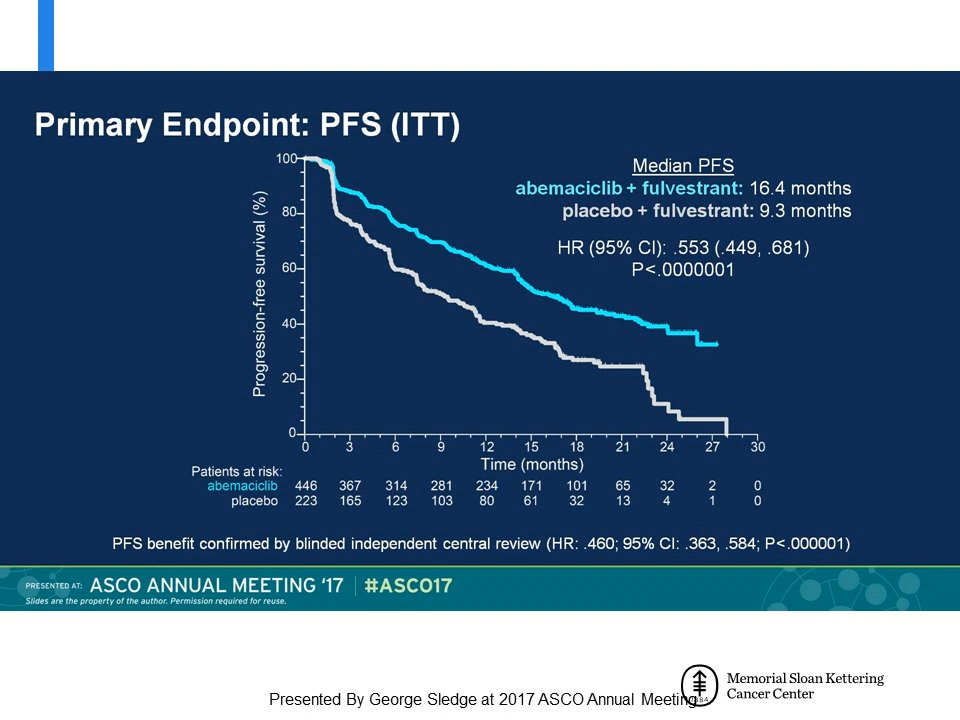 Primary Endpoint: PFS (ITT)
Median PFS
abemaciclib + fulvestrant: 16.4 months
placebo + fulvestrant: 9.3 months
HR (95% CI): .553 (.449, .681)
P<.0000001
Progression-free survival (%)
100
80
60
40
20
0
0 3 6 9 12 15 18 21 24 27 30
Time (months)
Patients at risk:
abemaciclib 446 367 314 281 234 171 101 65 32 2 0
placebo 223 165 123 103 80 61 32 13 4 1 0
PFS benefit confirmed by blinded independent central review (HR: .460; 95% CI: .363, .584; P<.000001)
PRESENTED AT: ASCO ANNUAL MEETING '17 | #ASCO17
Slides are the property of the author. Permission required for reuse.
Memorial Sloan Kettering
Cancer Center
Presented By George Sledge at 2017 ASCO Annual Meeting